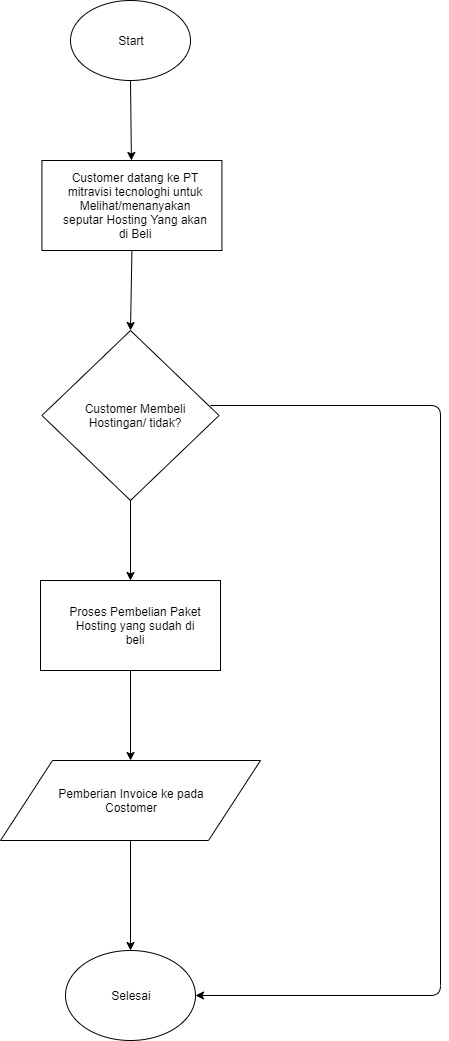 Start
Customer datang ke PT
mitravisi tecnologhi untuk
Melihat/menanyakan
seputar Hosting Yang akan
di Beli
Customer Membeli
Hostingan/ tidak?
Proses Pembelian Paket
Hosting yang sudah di
beli
Pemberian Invoice ke pada
Costomer
Selesai